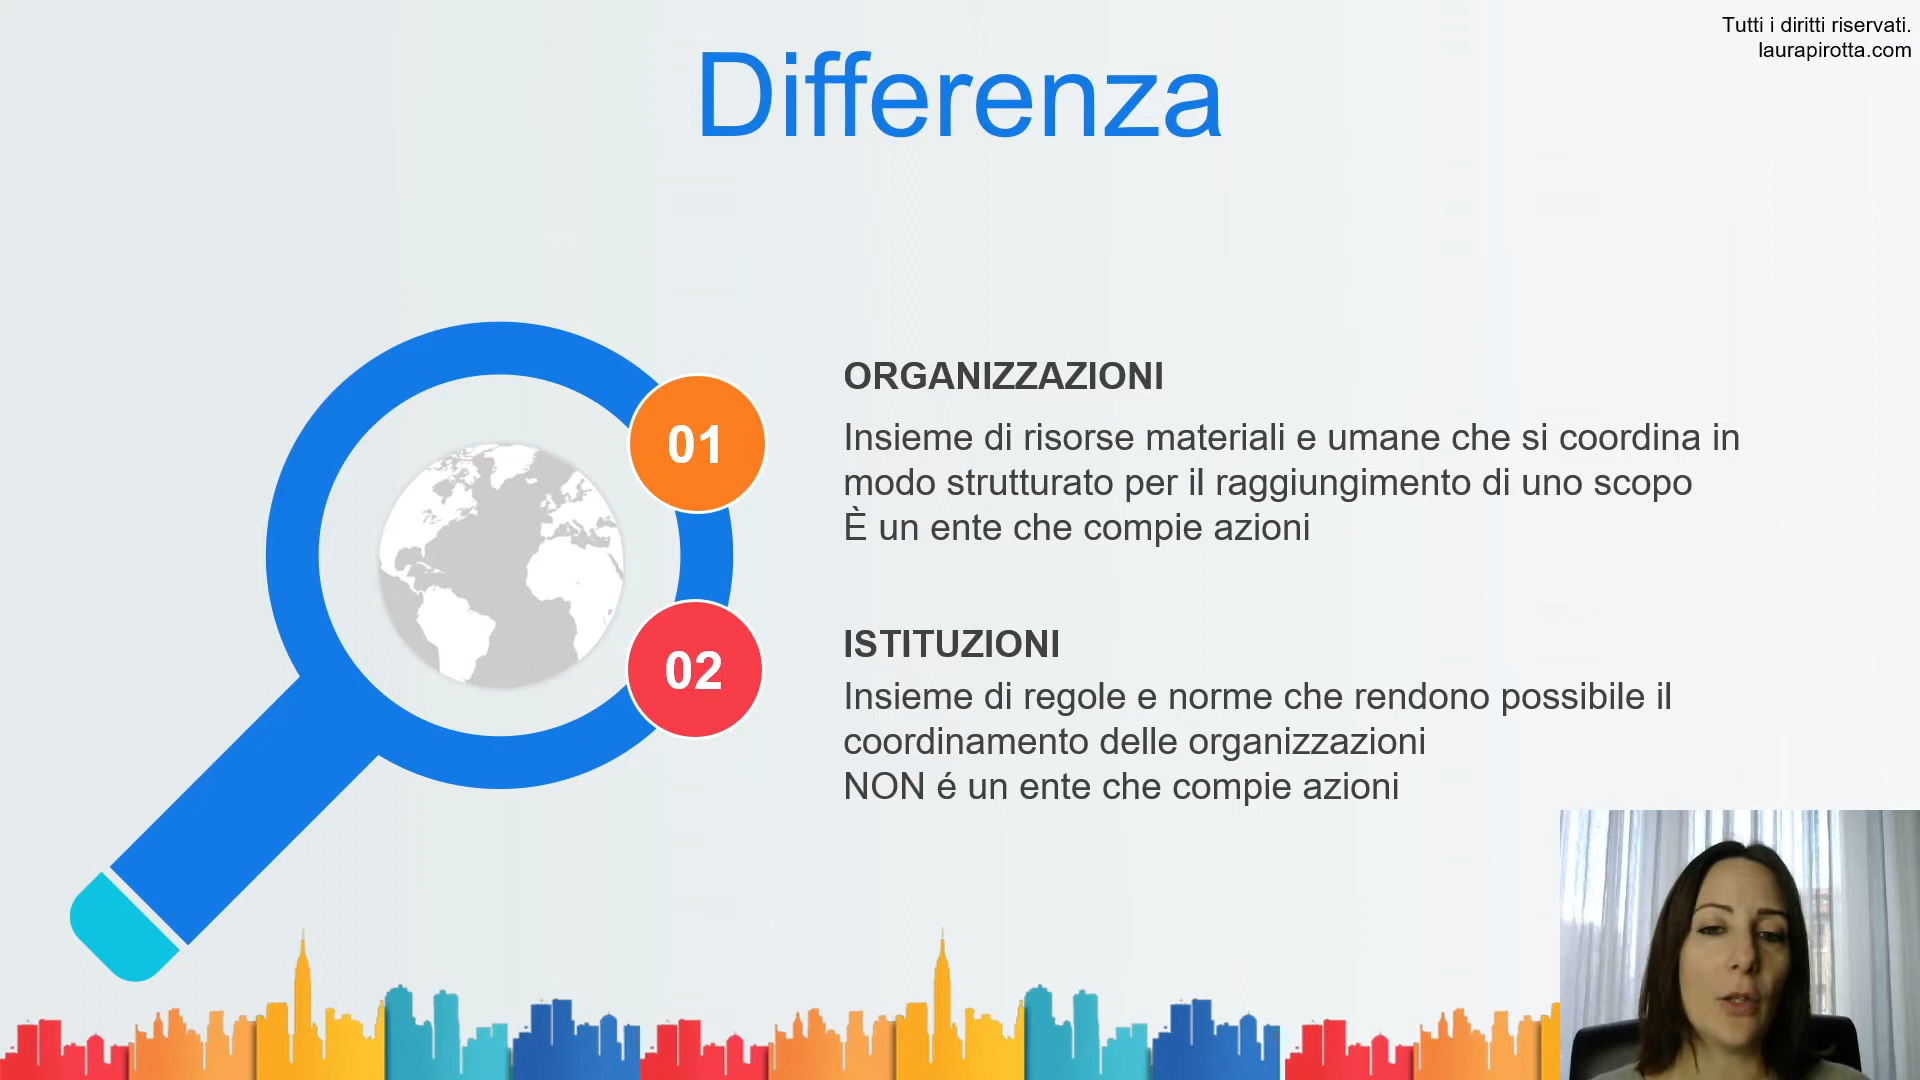 Tutti i diritti riservati.
laurapirotta.com
Differenza
01
ORGANIZZAZIONI
Insieme di risorse materiali e umane che si coordina in
modo strutturato per il raggiungimento di uno scopo
È un ente che compie azioni
02
ISTITUZIONI
Insieme di regole e norme che rendono possibile il
coordinamento delle organizzazioni
NON é un ente che compie azioni